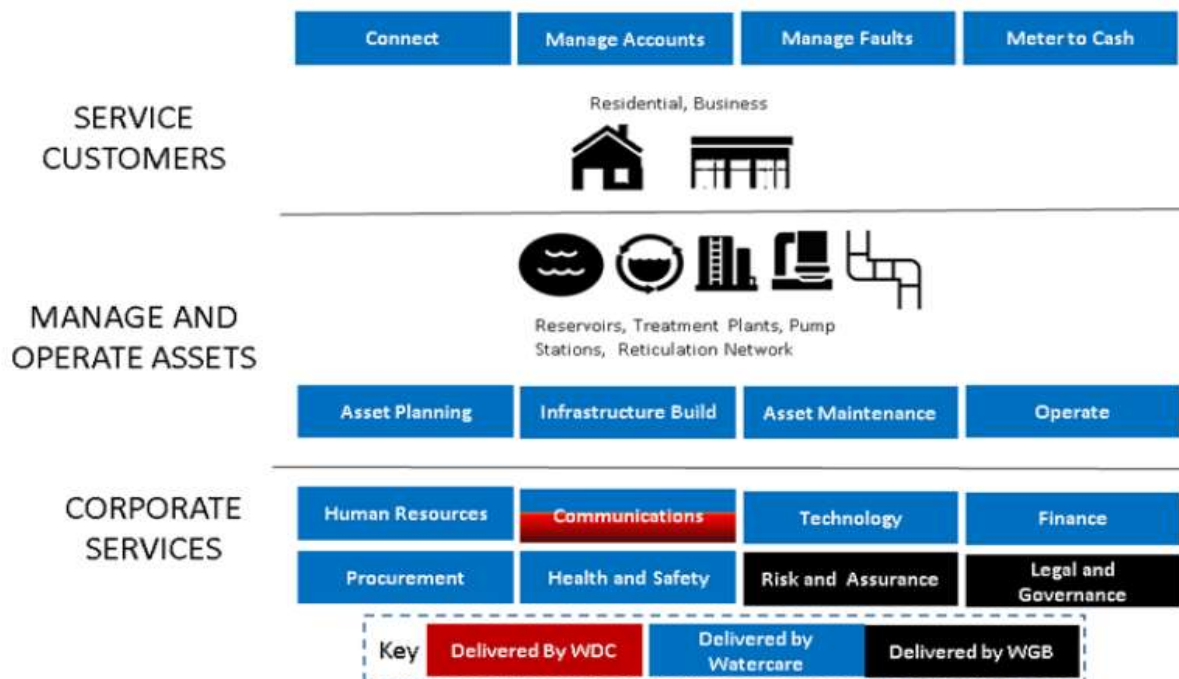 Connect
Manage Accounts
Manage Faults
Meter to Cash
SERVICE
CUSTOMERS
Residential, Business
MANAGE AND
OPERATE ASSETS
Reservoirs, Treatment Plants, Pump
Stations, Reticulation Network
Asset Planning
Infrastructure Build
Asset Maintenance
Operate
CORPORATE
SERVICES
Human Resources
Communications
Technology
Finance
Procurement
Health and Safety
Risk and Assurance
Legal and
Governance
Key
Delivered By WDC
Delivered by
Watercare
Delivered by WGB